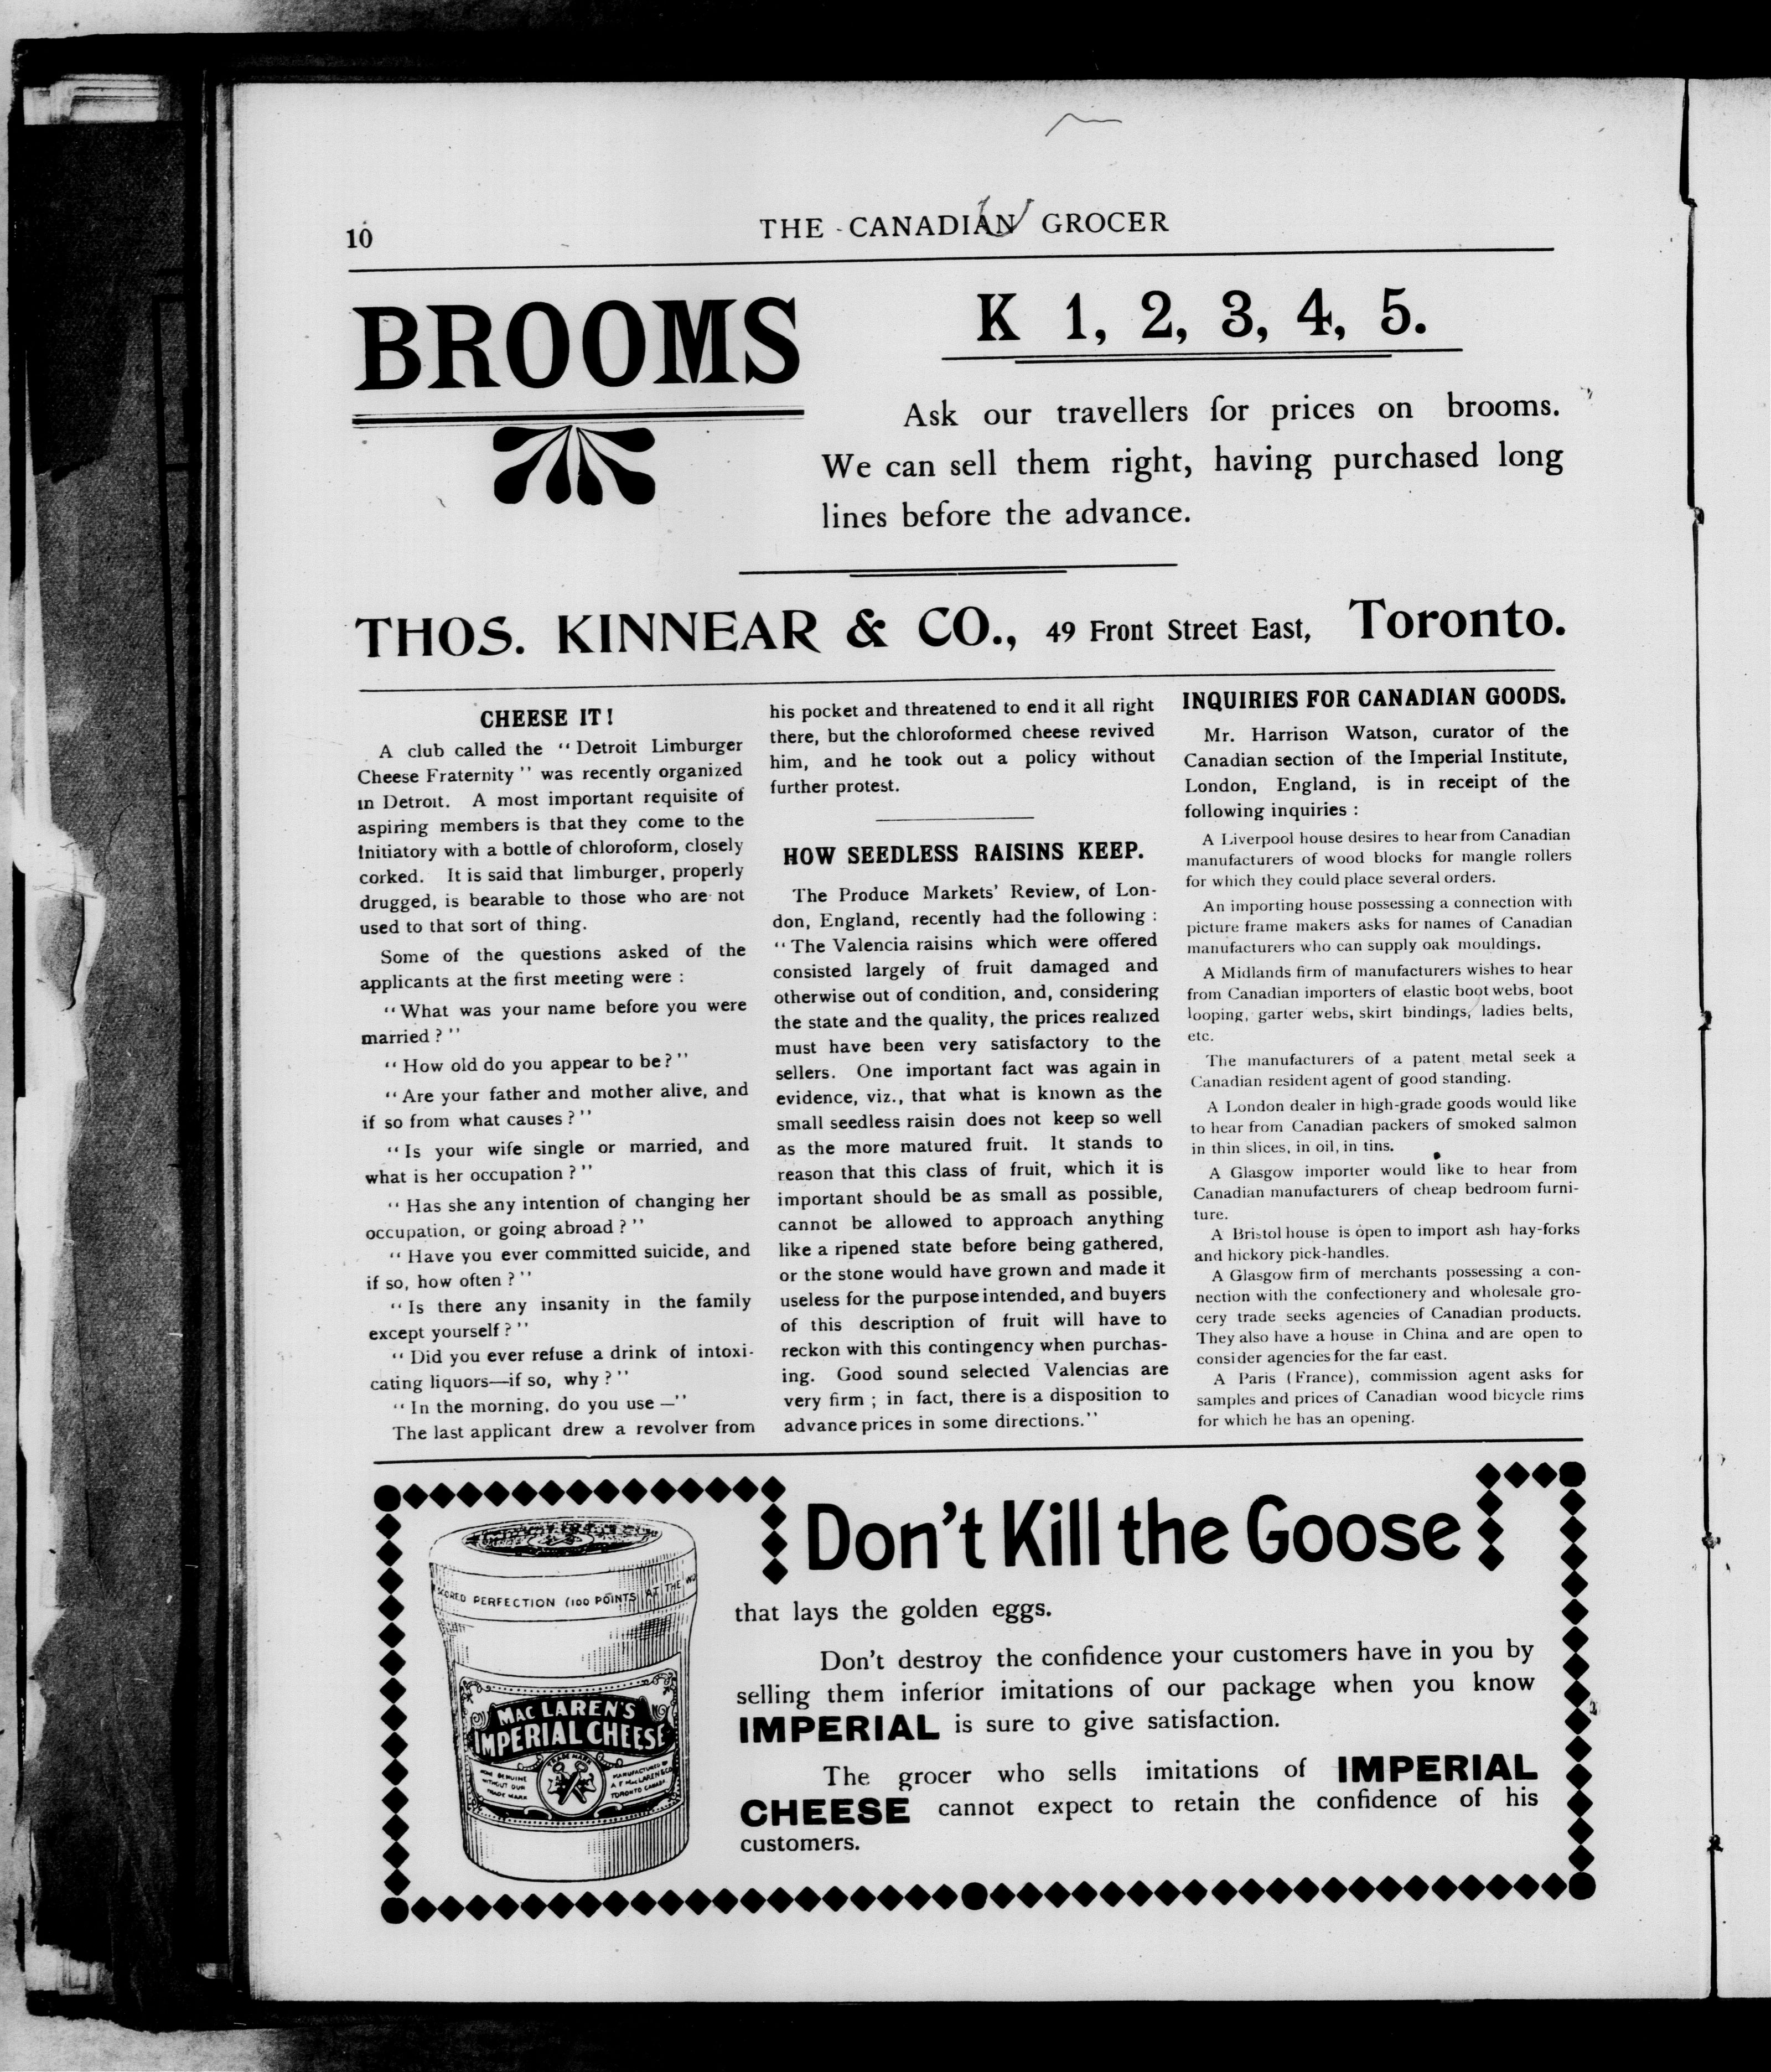 10
THE CANADIAN GROCER
BROOMS
K 1, 2, 3, 4, 5.
Ask our travellers for prices on brooms.
We can sell them right, having purchased long
lines before the advance.
THOS. KINNEAR & CO., 49 Front Street East, Toronto.
CHEESE IT!
A club called the "Detroit Limburger
Cheese Fraternity" was recently organized
in Detroit. A most important requisite of
aspiring members is that they come to the
Initiatory with a bottle of chloroform, closely
corked. It is said that limburger, properly
drugged, is bearable to those who are not
used to that sort of thing.
Some of the questions asked of the
applicants at the first meeting were :
"What was your name before you were
married ?"
"How old do you appear to be?"
"Are your father and mother alive, and
if so from what causes ?"
"Is your wife single or married, and
what is her occupation ?"
"Has she any intention of changing her
occupation, or going abroad ?"
"Have you ever committed suicide, and
if so, how often ?"
"Is there any insanity in the family
except yourself ?"
"Did you ever refuse a drink of intoxi-
cating liquors—if so, why ?"
"In the morning, do you use —"
The last applicant drew a revolver from
his pocket and threatened to end it all right
there, but the chloroformed cheese revived
him, and he took out a policy without
further protest.
HOW SEEDLESS RAISINS KEEP.
The Produce Markets' Review, of Lon-
don, England, recently had the following :
"The Valencia raisins which were offered
consisted largely of fruit damaged and
otherwise out of condition, and, considering
the state and the quality, the prices realized
must have been very satisfactory to the
sellers. One important fact was again in
evidence, viz., that what is known as the
small seedless raisin does not keep so well
as the more matured fruit. It stands to
reason that this class of fruit, which it is
important should be as small as possible,
cannot be allowed to approach anything
like a ripened state before being gathered,
or the stone would have grown and made it
useless for the purpose intended, and buyers
of this description of fruit will have to
reckon with this contingency when purchas-
ing. Good sound selected Valencias are
very firm ; in fact, there is a disposition to
advance prices in some directions."
INQUIRIES FOR CANADIAN GOODS.
Mr. Harrison Watson, curator of the
Canadian section of the Imperial Institute,
London, England, is in receipt of the
following inquiries :
A Liverpool house desires to hear from Canadian
manufacturers of wood blocks for mangle rollers
for which they could place several orders.
An importing house possessing a connection with
picture frame makers asks for names of Canadian
manufacturers who can supply oak mouldings.
A Midlands firm of manufacturers wishes to hear
from Canadian importers of elastic boot webs, boot
looping, garter webs, skirt bindings, ladies belts,
etc.
The manufacturers of a patent metal seek a
Canadian resident agent of good standing.
A London dealer in high-grade goods would like
to hear from Canadian packers of smoked salmon
in thin slices, in oil, in tins.
A Glasgow importer would like to hear from
Canadian manufacturers of cheap bedroom furni-
ture.
A Bristol house is open to import ash hay-forks
and hickory pick-handles.
A Glasgow firm of merchants possessing a con-
nection with the confectionery and wholesale gro-
cery trade seeks agencies of Canadian products.
They also have a house in China and are open to
consider agencies for the far east.
A Paris (France), commission agent asks for
samples and prices of Canadian wood bicycle rims
for which he has an opening.
SCORED PERFECTION (100 POINTS) AT THE WO
MACLAREN'S
IMPERIAL CHEESE
TRADE MARK
NONE GENUINE
WITHOUT OUR
TRADE MARK
MANUFACTURED BY
A. F. MACLAREN & CO
TORONTO CANADA
Don't Kill the Goose
that lays the golden eggs.
Don't destroy the confidence your customers have in you by
selling them inferior imitations of our package when you know
IMPERIAL is sure to give satisfaction.
The grocer who sells imitations of IMPERIAL
CHEESE cannot expect to retain the confidence of his
customers.